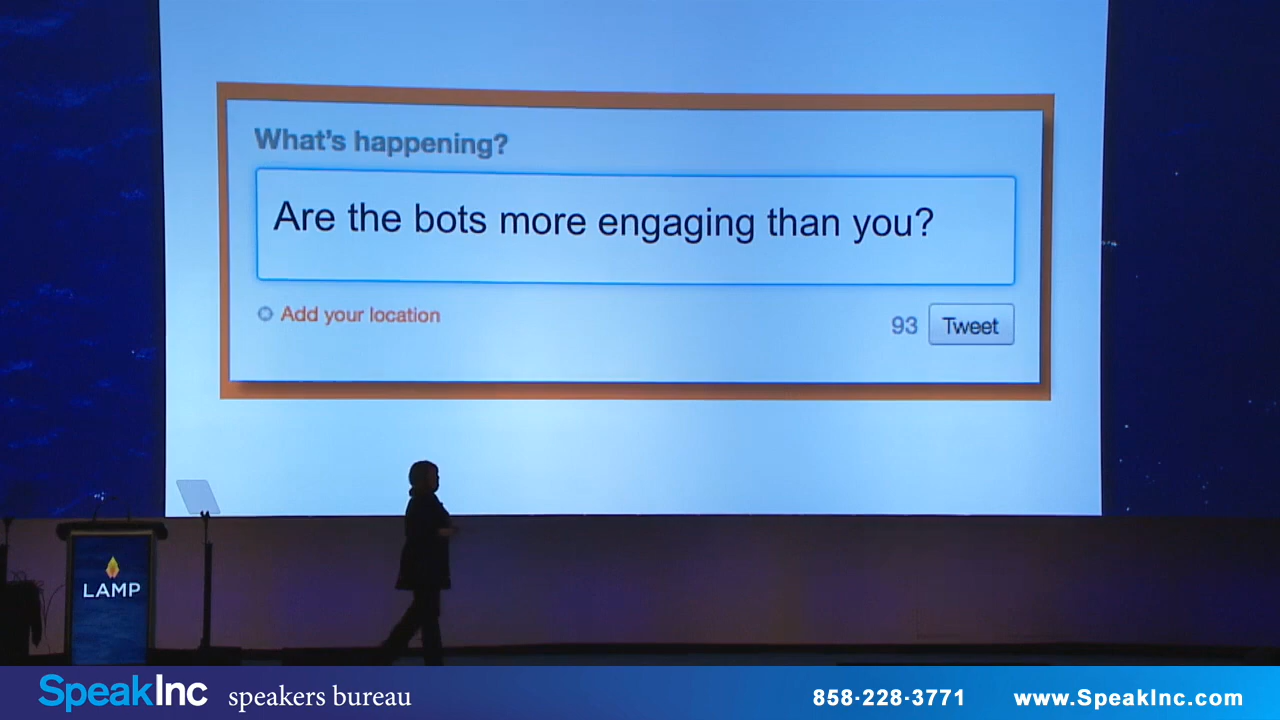 What's happening?
Are the bots more engaging than you?
Add your location
93 Tweet
LAMP
SpeakInc speakers bureau 858-228-3771 www.SpeakInc.com